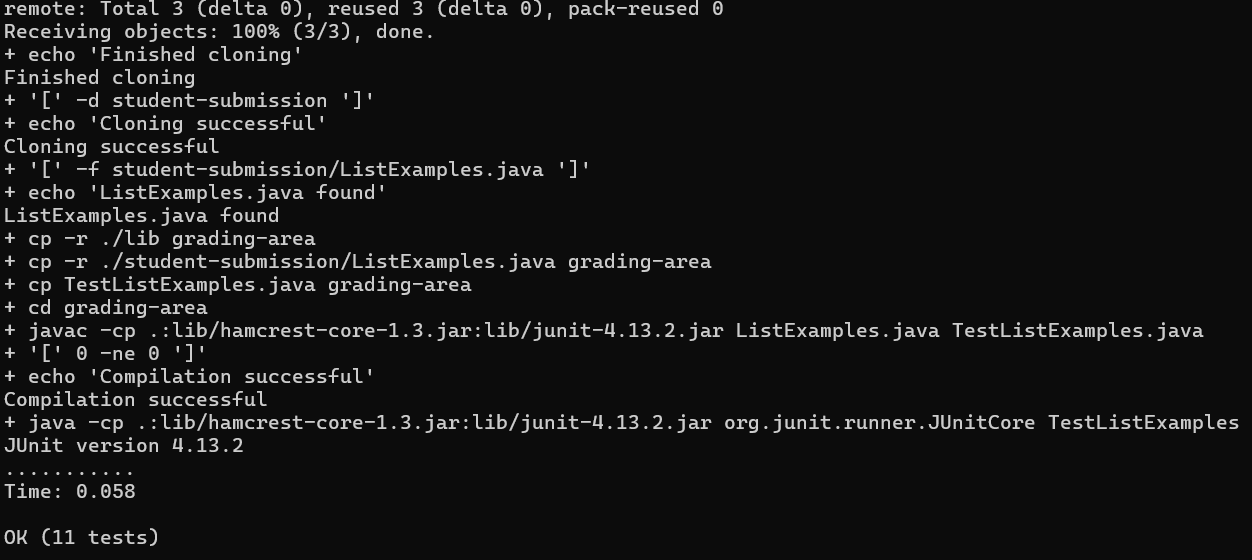 remote: Total 3 (delta 0), reused 3 (delta 0), pack-reused 0
Receiving objects: 100% (3/3), done.
+ echo 'Finished cloning'
Finished cloning
+ '[' -d student-submission ']'
+ echo 'Cloning successful'
Cloning successful
+ '[' -f student-submission/ListExamples.java ']'
+ echo 'ListExamples.java found'
ListExamples.java found
+ cp -r ./lib grading-area
+ cp -r ./student-submission/ListExamples.java grading-area
+ cp TestListExamples.java grading-area
+ cd grading-area
+ javac -cp .:lib/hamcrest-core-1.3.jar:lib/junit-4.13.2.jar ListExamples.java TestListExamples.java
+ '[' 0 -ne 0 ']'
+ echo 'Compilation successful'
Compilation successful
+ java -cp .:lib/hamcrest-core-1.3.jar:lib/junit-4.13.2.jar org.junit.runner.JUnitCore TestListExamples
JUnit version 4.13.2
...........
Time: 0.058
OK (11 tests)